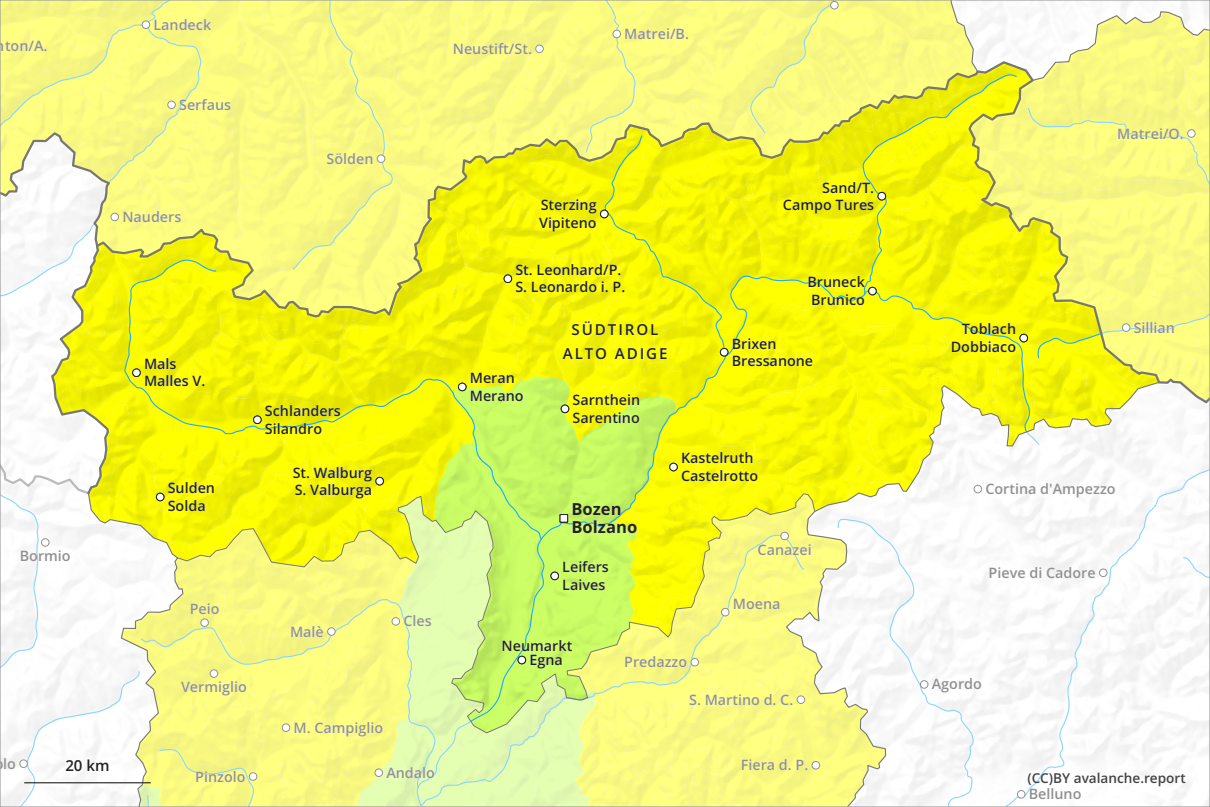 Landeck
nton/A.
Neustift/St.
Matrei/B.
Serfaus
Matrei/O.
Sölden
Nauders
Sand/T.
Campo Tures
Sterzing
Vipiteno
St. Leonhard/P.
S. Leonardo i. P.
Bruneck
Brunico
SÜDTIROL
ALTO ADIGE
Toblach
Dobbiaco
Sillian
Brixen
Bressanone
Mals
Malles V.
Meran
Merano
Sarnthein
Sarentino
Schlanders
Silandro
Kastelruth
Castelrotto
St. Walburg
S. Valburga
Sulden
Solda
Cortina d'Ampezzo
Bozen
Bolzano
Bormio
Canazei
Leifers
Laives
Pieve di Cadore
Peio
Moena
Malè
Cles
Neumarkt
Egna
Predazzo
Vermiglio
Agordo
S. Martino d. C.
M. Campiglio
Fiera d. P.
olo
20 km
Pinzolo
Andalo
(CC)BY avalanche.report
Belluno